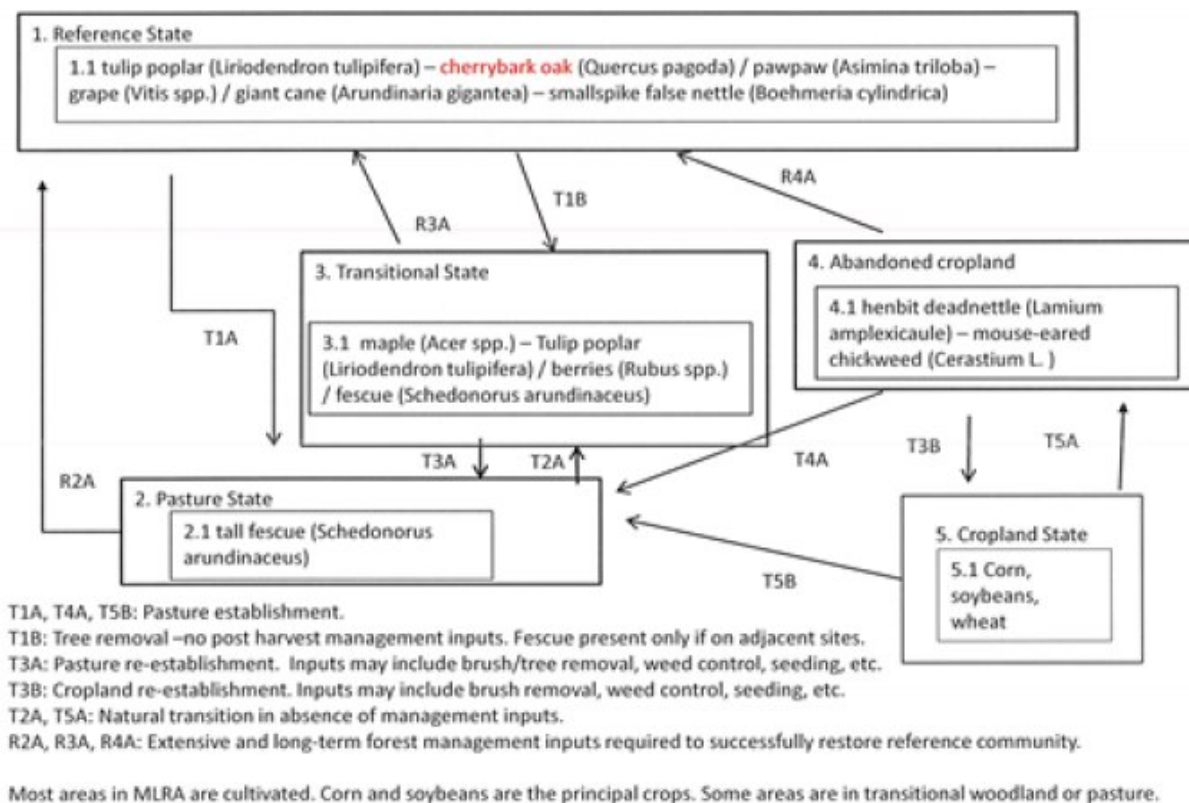 1. Reference State
1.1 tulip poplar (Liriodendron tulipifera) – cherrybark oak (Quercus pagoda) / pawpaw (Asimina triloba) –
grape (Vitis spp.) / giant cane (Arundinaria gigantea) – smallspike false nettle (Boehmeria cylindrica)
R4A
T1B
R3A
3. Transitional State
4. Abandoned cropland
4.1 henbit deadnettle (Lamium
amplexicaule) – mouse-eared
chickweed (Cerastium L. )
T1A
3.1 maple (Acer spp.) – Tulip poplar
(Liriodendron tulipifera) / berries (Rubus spp.)
/ fescue (Schedonorus arundinaceus)
R2A
T3A
T2A
T4A
T3B
T5A
2. Pasture State
2.1 tall fescue (Schedonorus
arundinaceus)
5. Cropland State
5.1 Corn,
soybeans,
wheat
T5B
T1A, T4A, T5B: Pasture establishment.
T1B: Tree removal –no post harvest management inputs. Fescue present only if on adjacent sites.
T3A: Pasture re-establishment. Inputs may include brush/tree removal, weed control, seeding, etc.
T3B: Cropland re-establishment. Inputs may include brush removal, weed control, seeding, etc.
T2A, T5A: Natural transition in absence of management inputs.
R2A, R3A, R4A: Extensive and long-term forest management inputs required to successfully restore reference community.
Most areas in MLRA are cultivated. Corn and soybeans are the principal crops. Some areas are in transitional woodland or pasture.